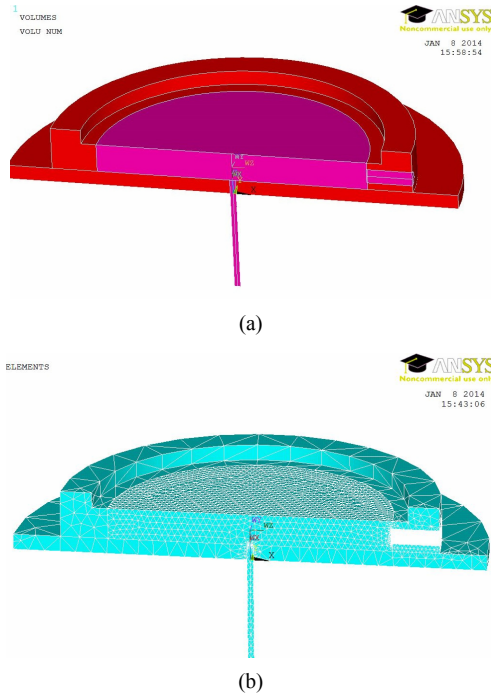 1
VOLUMES
VOLU NUM
ANSYS
Noncommercial use only
JAN 8 2014
15:58:54
WZ
X
(a)
ELEMENTS
ANSYS
Noncommercial use only
JAN 8 2014
15:43:06
X
(b)